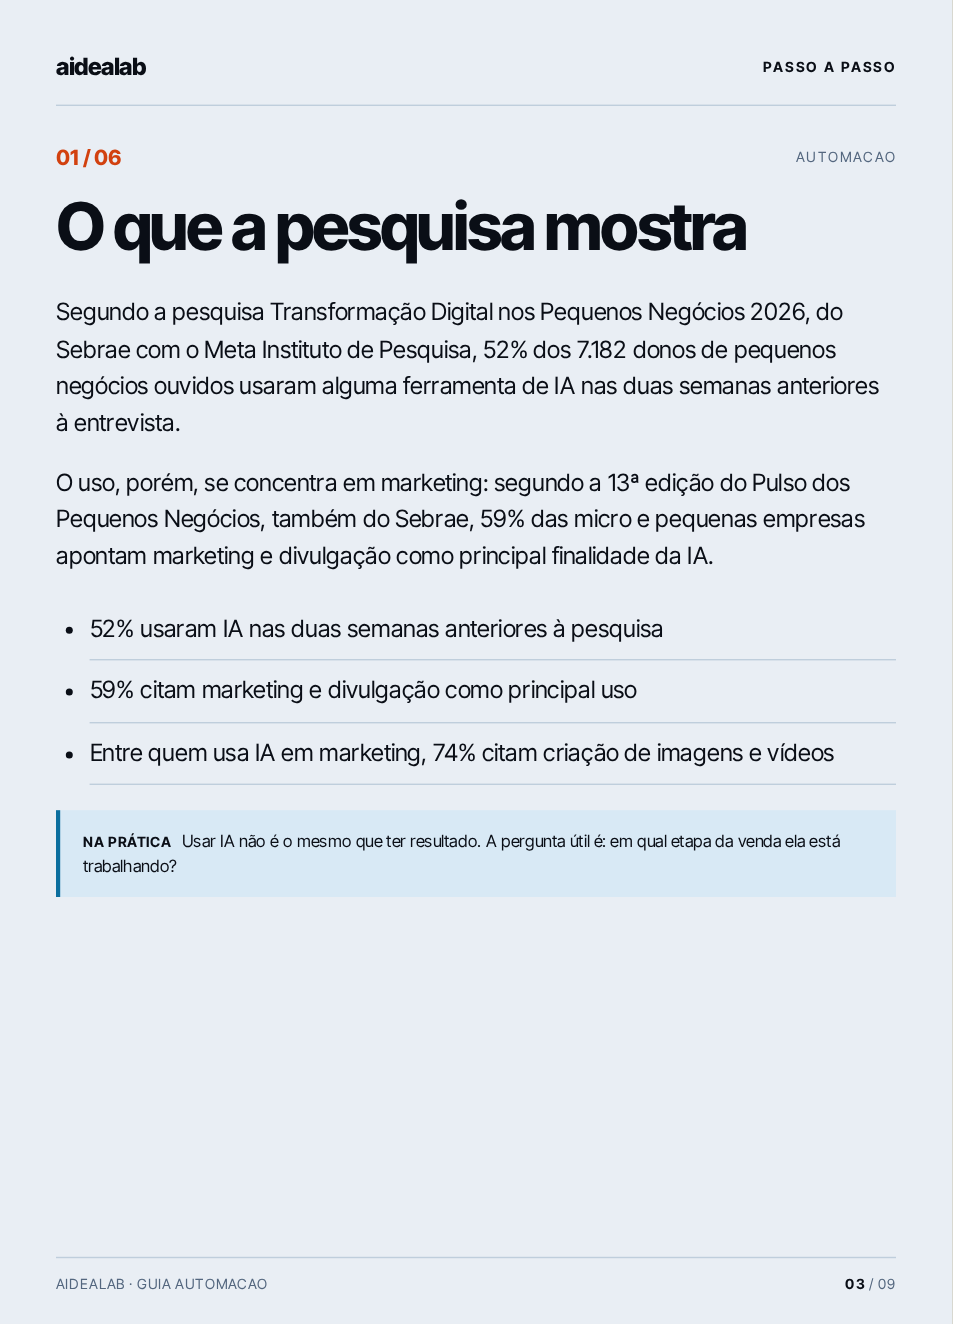 aidealab
PASSO A PASSO
01 / 06
AUTOMACAO
O que a pesquisa mostra
Segundo a pesquisa Transformação Digital nos Pequenos Negócios 2026, do
Sebrae com o Meta Instituto de Pesquisa, 52% dos 7.182 donos de pequenos
negócios ouvidos usaram alguma ferramenta de IA nas duas semanas anteriores
à entrevista.
O uso, porém, se concentra em marketing: segundo a 13ª edição do Pulso dos
Pequenos Negócios, também do Sebrae, 59% das micro e pequenas empresas
apontam marketing e divulgação como principal finalidade da IA.
• 52% usaram IA nas duas semanas anteriores à pesquisa
• 59% citam marketing e divulgação como principal uso
• Entre quem usa IA em marketing, 74% citam criação de imagens e vídeos
NA PRÁTICA Usar IA não é o mesmo que ter resultado. A pergunta útil é: em qual etapa da venda ela está
trabalhando?
AIDEALAB · GUIA AUTOMACAO
03 / 09